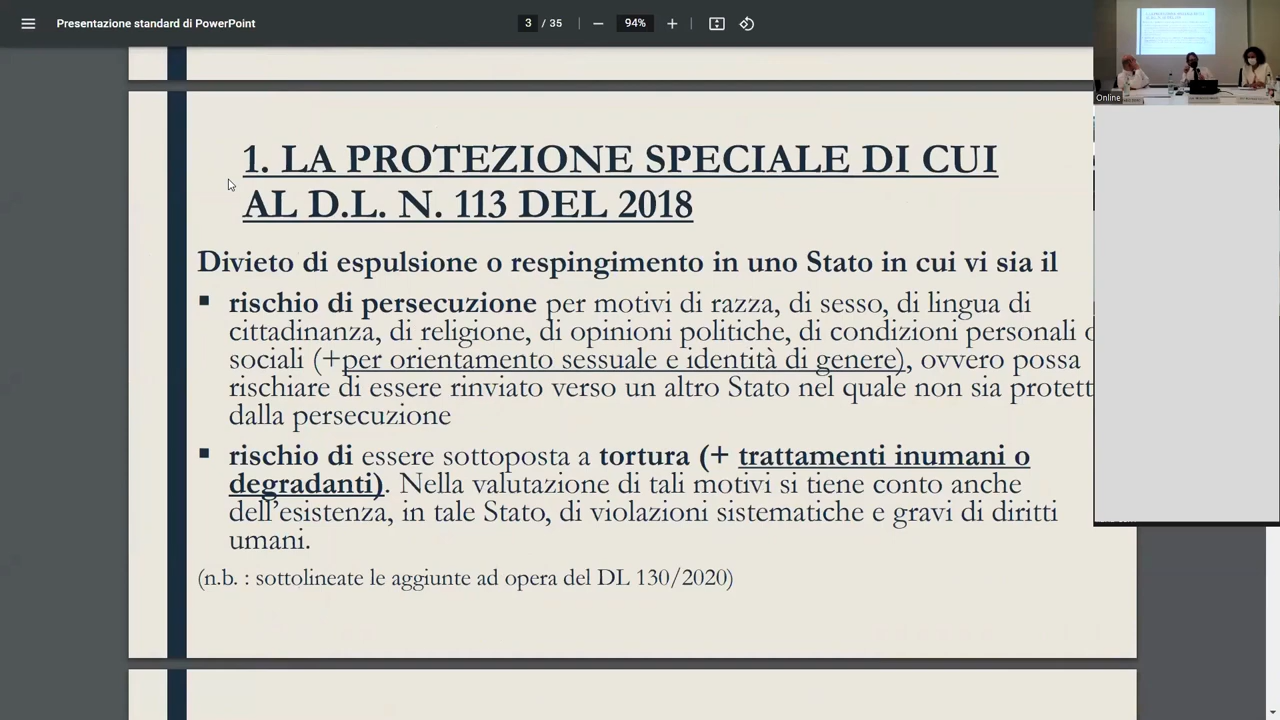 Presentazione standard di PowerPoint
3 / 35
94%
1. LA PROTEZIONE SPECIALE DI CUI
AL D.L. N. 113 DEL 2018
Divieto di espulsione o respingimento in uno Stato in cui vi sia il
▪ rischio di persecuzione per motivi di razza, di sesso, di lingua di
cittadinanza, di religione, di opinioni politiche, di condizioni personali o
sociali (+per orientamento sessuale e identità di genere), ovvero possa
rischiare di essere rinviato verso un altro Stato nel quale non sia protett
dalla persecuzione
▪ rischio di essere sottoposta a tortura (+ trattamenti inumani o
degradanti). Nella valutazione di tali motivi si tiene conto anche
dell'esistenza, in tale Stato, di violazioni sistematiche e gravi di diritti
umani.
(n.b. : sottolineate le aggiunte ad opera del DL 130/2020)
Online